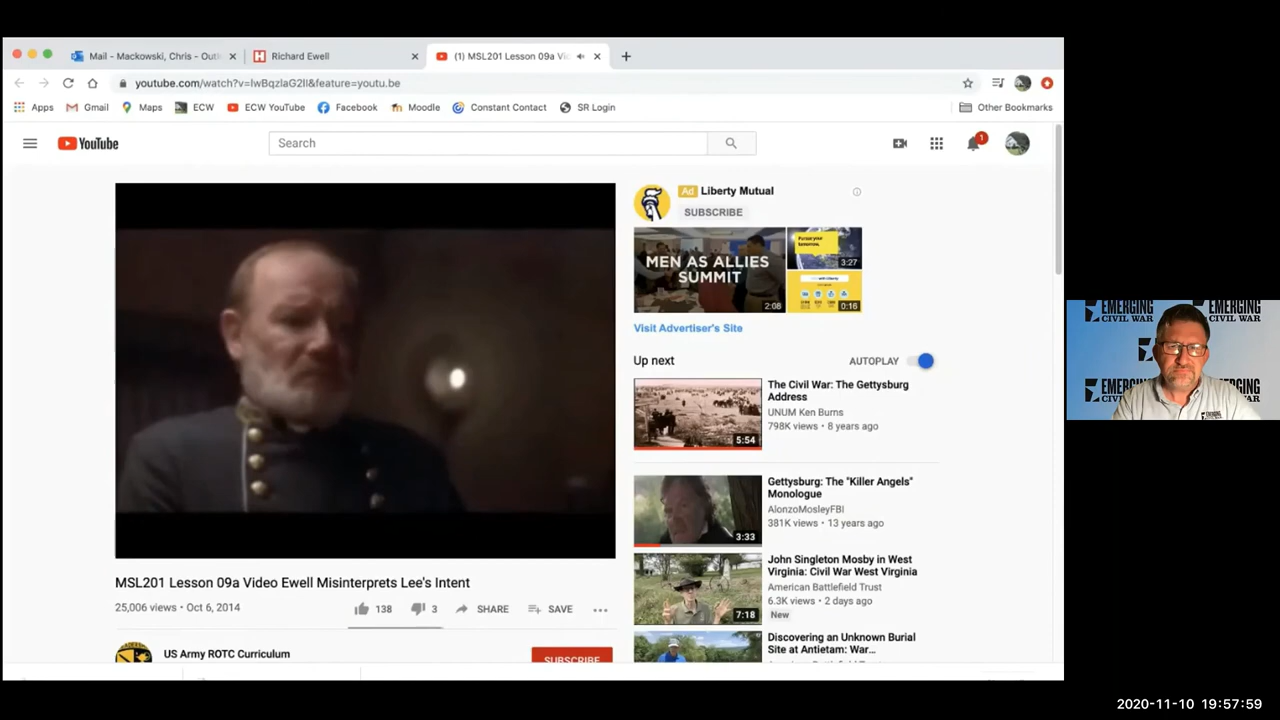 Mail - Mackowski, Chris - Outl
Richard Ewell
(1) MSL201 Lesson 09a Vid
youtube.com/watch?v=lwBqzlaG2lI&feature=youtu.be
Apps
Gmail
Maps
ECW
ECW YouTube
Facebook
Moodle
Constant Contact
SR Login
Other Bookmarks
YouTube
Search
1
Ad Liberty Mutual
SUBSCRIBE
MEN AS ALLIES
SUMMIT
2:08
3:27
0:16
Visit Advertiser's Site
Up next
AUTOPLAY
The Civil War: The Gettysburg
Address
UNUM Ken Burns
798K views • 8 years ago
5:54
Gettysburg: The "Killer Angels"
Monologue
AlonzoMosleyFBI
381K views • 13 years ago
3:33
John Singleton Mosby in West
Virginia: Civil War West Virginia
American Battlefield Trust
6.3K views • 2 days ago
New
7:18
Discovering an Unknown Burial
Site at Antietam: War...
MSL201 Lesson 09a Video Ewell Misinterprets Lee's Intent
25,006 views • Oct 6, 2014
138
3
SHARE
SAVE
US Army ROTC Curriculum
SUBSCRIBE
EMERGING
CIVIL WAR
2020-11-10 19:57:59